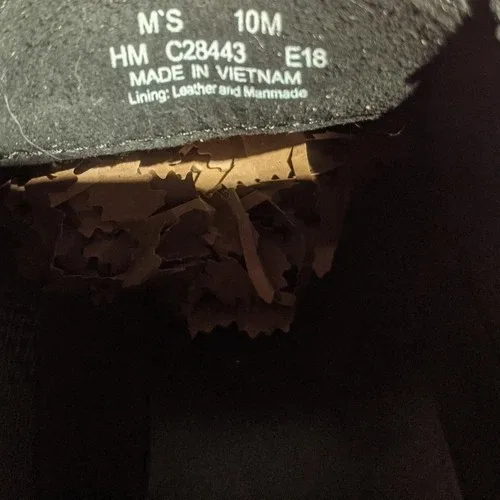 M`S 10M
HM C28443 E18
MADE IN VIETNAM
Lining: Leather and Manmade